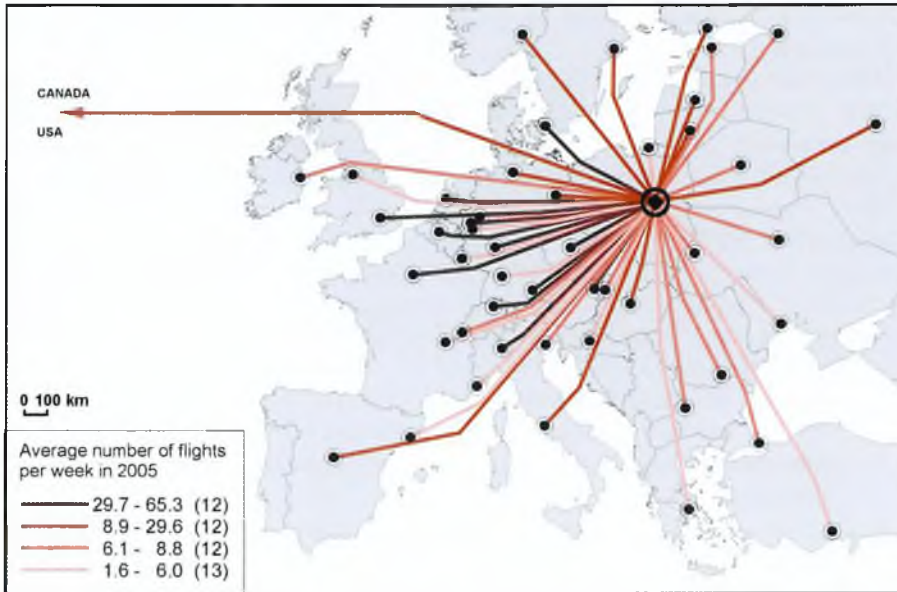 CANADA
USA
0 100 km
Average number of flights
per week in 2005
29.7 - 65.3 (12)
8.9 - 29.6 (12)
6.1 - 8.8 (12)
1.6 - 6.0 (13)